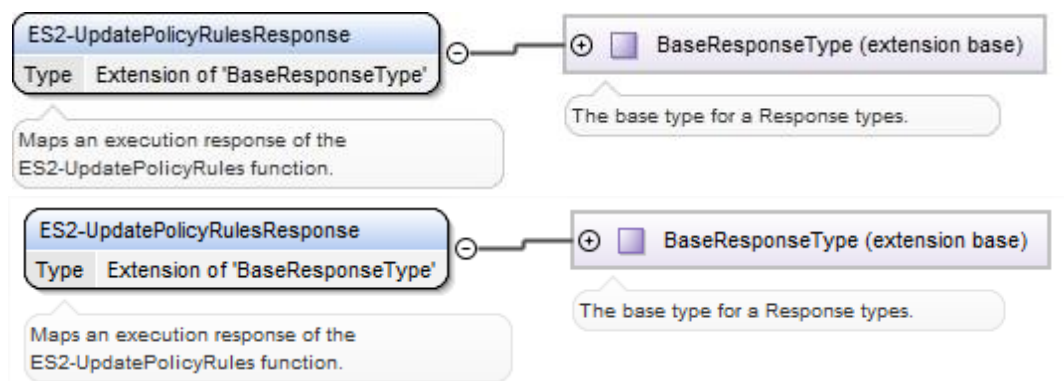 ES2-UpdatePolicyRulesResponse
Type Extension of 'BaseResponseType'
BaseResponseType (extension base)
The base type for a Response types.
Maps an execution response of the
ES2-UpdatePolicyRules function.
ES2-UpdatePolicyRulesResponse
Type Extension of 'BaseResponseType'
BaseResponseType (extension base)
The base type for a Response types.
Maps an execution response of the
ES2-UpdatePolicyRules function.